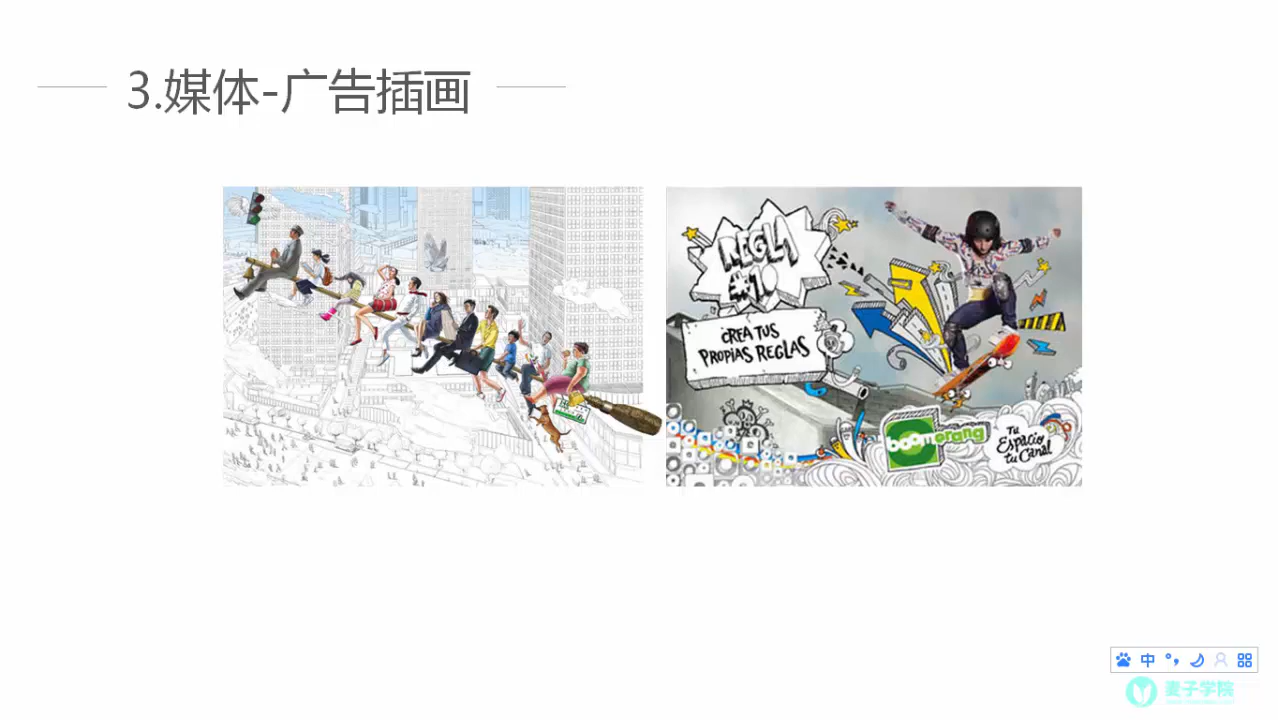 3.媒体-广告插画
REGLA
#10
¡CREA TUS
PROPIAS REGLAS
boomerang
Tu
Espacio
tu Canal
中
麦子学院